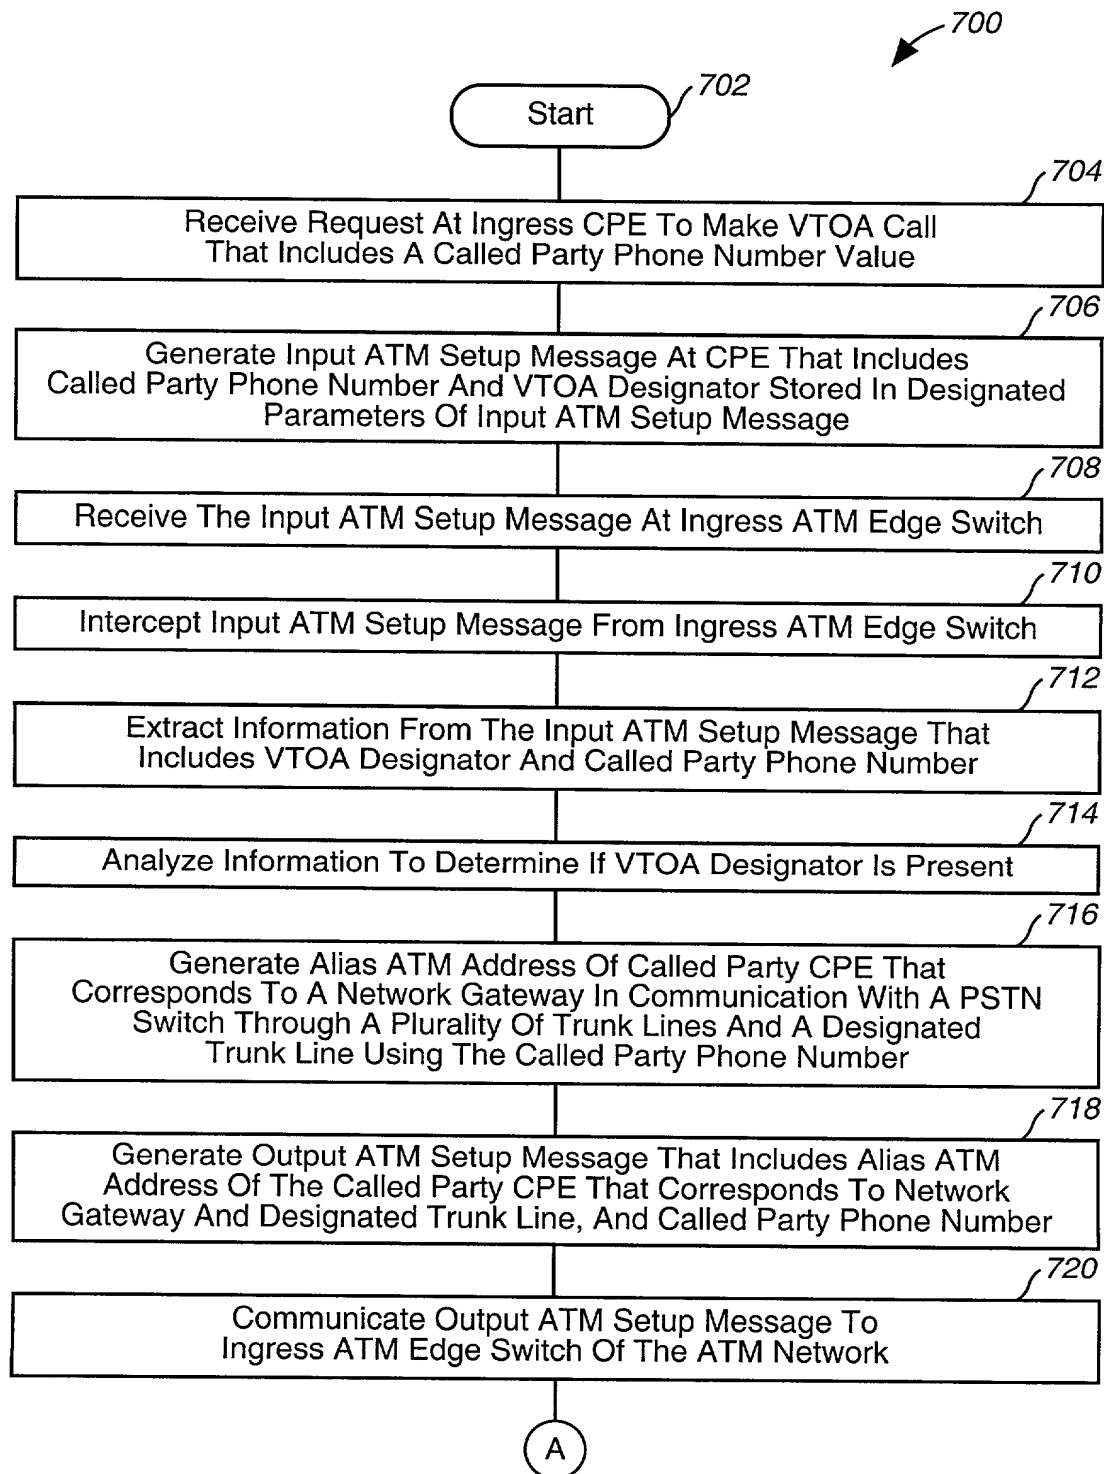 700
702
Start
704
Receive Request At Ingress CPE To Make VTOA Call
That Includes A Called Party Phone Number Value
706
Generate Input ATM Setup Message At CPE That Includes
Called Party Phone Number And VTOA Designator Stored In Designated
Parameters Of Input ATM Setup Message
708
Receive The Input ATM Setup Message At Ingress ATM Edge Switch
710
Intercept Input ATM Setup Message From Ingress ATM Edge Switch
712
Extract Information From The Input ATM Setup Message That
Includes VTOA Designator And Called Party Phone Number
714
Analyze Information To Determine If VTOA Designator Is Present
716
Generate Alias ATM Address Of Called Party CPE That
Corresponds To A Network Gateway In Communication With A PSTN
Switch Through A Plurality Of Trunk Lines And A Designated
Trunk Line Using The Called Party Phone Number
718
Generate Output ATM Setup Message That Includes Alias ATM
Address Of The Called Party CPE That Corresponds To Network
Gateway And Designated Trunk Line, And Called Party Phone Number
720
Communicate Output ATM Setup Message To
Ingress ATM Edge Switch Of The ATM Network
A